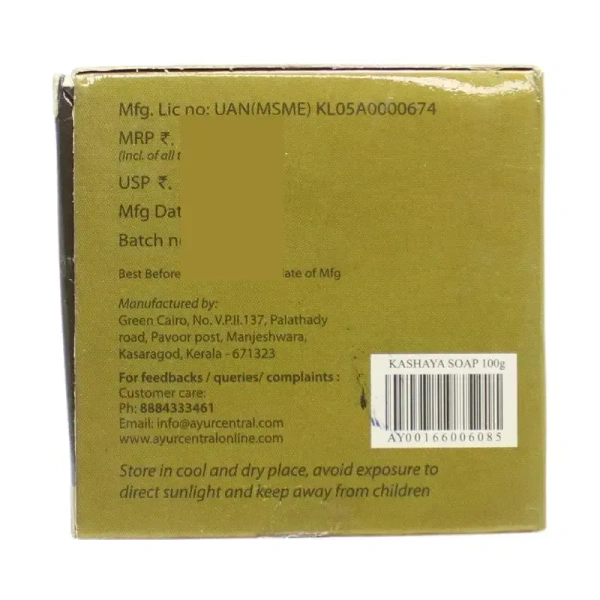 Mfg. Lic no: UAN(MSME) KL05A0000674
MRP ₹.
(Incl. of all
USP ₹.
Mfg
Batch
Best Before ate of Mfg
Manufactured by:
Green Cairo, No. V.P.II.137, Palathady
road, Pavoor post, Manjeshwara,
Kasaragod, Kerala - 671323
For feedbacks / queries/ complaints :
Customer care:
Ph: 8884333461
Email: info@ayurcentral.com
www.ayurcentralonline.com
KASHAYA SOAP 100g
AY00166006085
Store in cool and dry place, avoid exposure to
direct sunlight and keep away from children